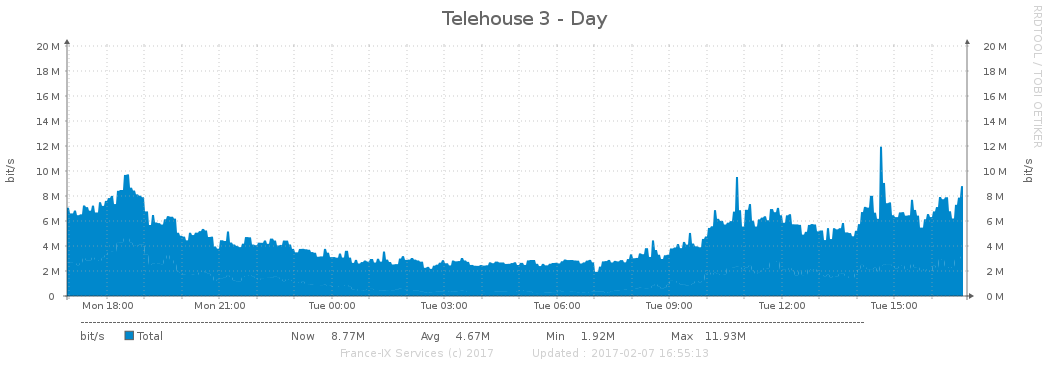 Telehouse 3 - Day
RRDTOOL / TOBI OETIKER
bit/s
20 M 20 M
18 M 18 M
16 M 16 M
14 M 14 M
12 M 12 M
10 M 10 M
8 M 8 M
6 M 6 M
4 M 4 M
2 M 2 M
0 0 M
bit/s
Mon 18:00 Mon 21:00 Tue 00:00 Tue 03:00 Tue 06:00 Tue 09:00 Tue 12:00 Tue 15:00
bit/s Total Now 8.77M Avg 4.67M Min 1.92M Max 11.93M
France-IX Services (c) 2017 Updated : 2017-02-07 16:55:13